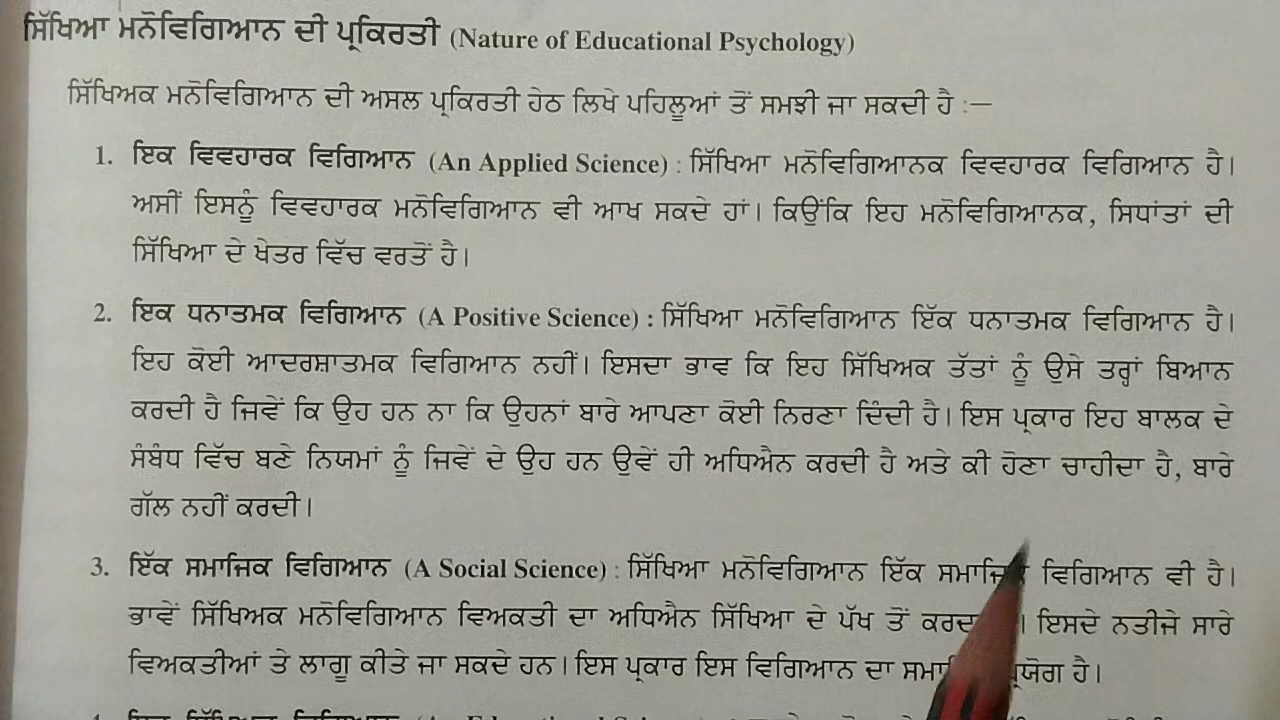 ਸਿੱਖਿਆ ਮਨੋਵਿਗਿਆਨ ਦੀ ਪ੍ਰਕਿਰਤੀ (Nature of Educational Psychology)
ਸਿੱਖਿਅਕ ਮਨੋਵਿਗਿਆਨ ਦੀ ਅਸਲ ਪ੍ਰਕਿਰਤੀ ਹੇਠ ਲਿਖੇ ਪਹਿਲੂਆਂ ਤੋਂ ਸਮਝੀ ਜਾ ਸਕਦੀ ਹੈ :—
1. ਇਕ ਵਿਵਹਾਰਕ ਵਿਗਿਆਨ (An Applied Science) : ਸਿੱਖਿਆ ਮਨੋਵਿਗਿਆਨਕ ਵਿਵਹਾਰਕ ਵਿਗਿਆਨ ਹੈ।
ਅਸੀਂ ਇਸਨੂੰ ਵਿਵਹਾਰਕ ਮਨੋਵਿਗਿਆਨ ਵੀ ਆਖ ਸਕਦੇ ਹਾਂ। ਕਿਉਂਕਿ ਇਹ ਮਨੋਵਿਗਿਆਨਕ, ਸਿਧਾਂਤਾਂ ਦੀ
ਸਿੱਖਿਆ ਦੇ ਖੇਤਰ ਵਿੱਚ ਵਰਤੋਂ ਹੈ।
2. ਇਕ ਧਨਾਤਮਕ ਵਿਗਿਆਨ (A Positive Science) : ਸਿੱਖਿਆ ਮਨੋਵਿਗਿਆਨ ਇੱਕ ਧਨਾਤਮਕ ਵਿਗਿਆਨ ਹੈ।
ਇਹ ਕੋਈ ਆਦਰਸ਼ਾਤਮਕ ਵਿਗਿਆਨ ਨਹੀਂ। ਇਸਦਾ ਭਾਵ ਕਿ ਇਹ ਸਿੱਖਿਅਕ ਤੱਤਾਂ ਨੂੰ ਉਸੇ ਤਰ੍ਹਾਂ ਬਿਆਨ
ਕਰਦੀ ਹੈ ਜਿਵੇਂ ਕਿ ਉਹ ਹਨ ਨਾ ਕਿ ਉਹਨਾਂ ਬਾਰੇ ਆਪਣਾ ਕੋਈ ਨਿਰਣਾ ਦਿੰਦੀ ਹੈ। ਇਸ ਪ੍ਰਕਾਰ ਇਹ ਬਾਲਕ ਦੇ
ਸੰਬੰਧ ਵਿੱਚ ਬਣੇ ਨਿਯਮਾਂ ਨੂੰ ਜਿਵੇਂ ਦੇ ਉਹ ਹਨ ਉਵੇਂ ਹੀ ਅਧਿਐਨ ਕਰਦੀ ਹੈ ਅਤੇ ਕੀ ਹੋਣਾ ਚਾਹੀਦਾ ਹੈ, ਬਾਰੇ
ਗੱਲ ਨਹੀਂ ਕਰਦੀ।
3. ਇੱਕ ਸਮਾਜਿਕ ਵਿਗਿਆਨ (A Social Science) : ਸਿੱਖਿਆ ਮਨੋਵਿਗਿਆਨ ਇੱਕ ਵਿਗਿਆਨ ਵੀ ਹੈ।
ਭਾਵੇਂ ਸਿੱਖਿਅਕ ਮਨੋਵਿਗਿਆਨ ਵਿਅਕਤੀ ਦਾ ਅਧਿਐਨ ਸਿੱਖਿਆ ਦੇ ਪੱਖ ਤੋਂ । ਇਸਦੇ ਨਤੀਜੇ ਸਾਰੇ
ਵਿਅਕਤੀਆਂ ਤੇ ਲਾਗੂ ਕੀਤੇ ਜਾ ਸਕਦੇ ਹਨ। ਇਸ ਪ੍ਰਕਾਰ ਇਸ ਵਿਗਿਆਨ ਦਾ ਹੈ।